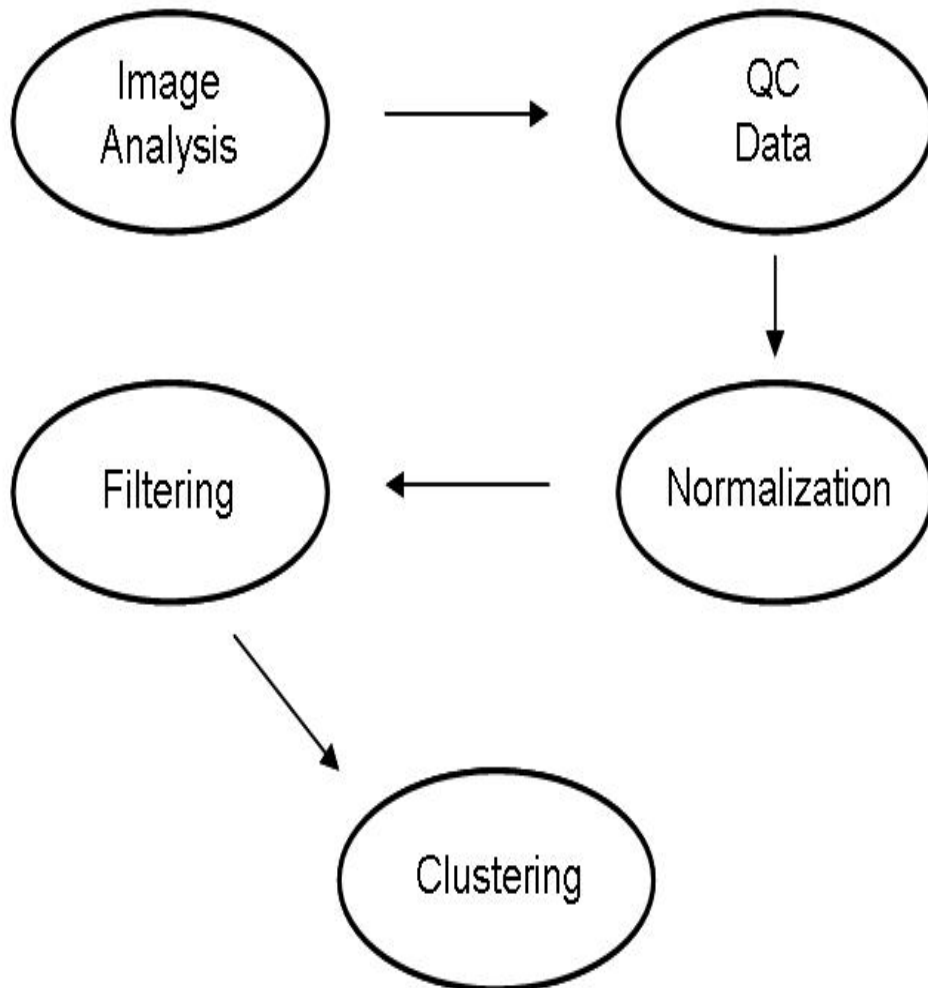 Image
Analysis
QC
Data
Normalization
Filtering
Clustering